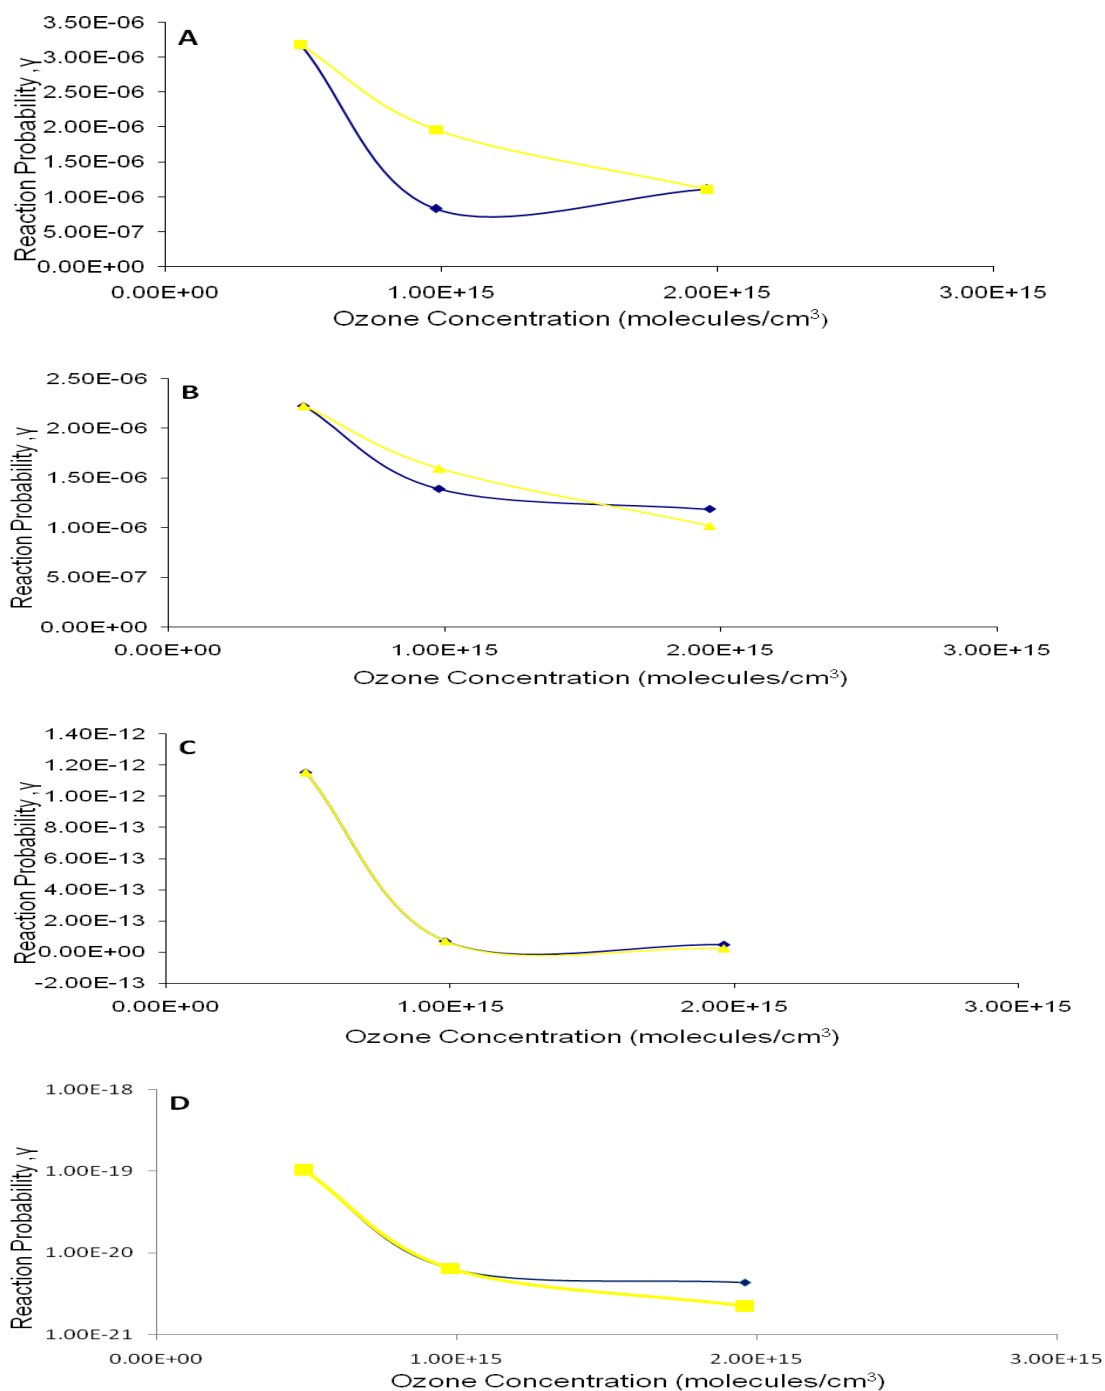 A
Reaction Probability ,γ
3.50E-06
3.00E-06
2.50E-06
2.00E-06
1.50E-06
1.00E-06
5.00E-07
0.00E+00
0.00E+00 1.00E+15 2.00E+15 3.00E+15
Ozone Concentration (molecules/cm³)
B
Reaction Probability ,γ
2.50E-06
2.00E-06
1.50E-06
1.00E-06
5.00E-07
0.00E+00
0.00E+00 1.00E+15 2.00E+15 3.00E+15
Ozone Concentration (molecules/cm³)
C
Reaction Probability ,γ
1.40E-12
1.20E-12
1.00E-12
8.00E-13
6.00E-13
4.00E-13
2.00E-13
0.00E+00
-2.00E-13
0.00E+00 1.00E+15 2.00E+15 3.00E+15
Ozone Concentration (molecules/cm³)
D
Reaction Probability ,γ
1.00E-18
1.00E-19
1.00E-20
1.00E-21
0.00E+00 1.00E+15 2.00E+15 3.00E+15
Ozone Concentration (molecules/cm³)